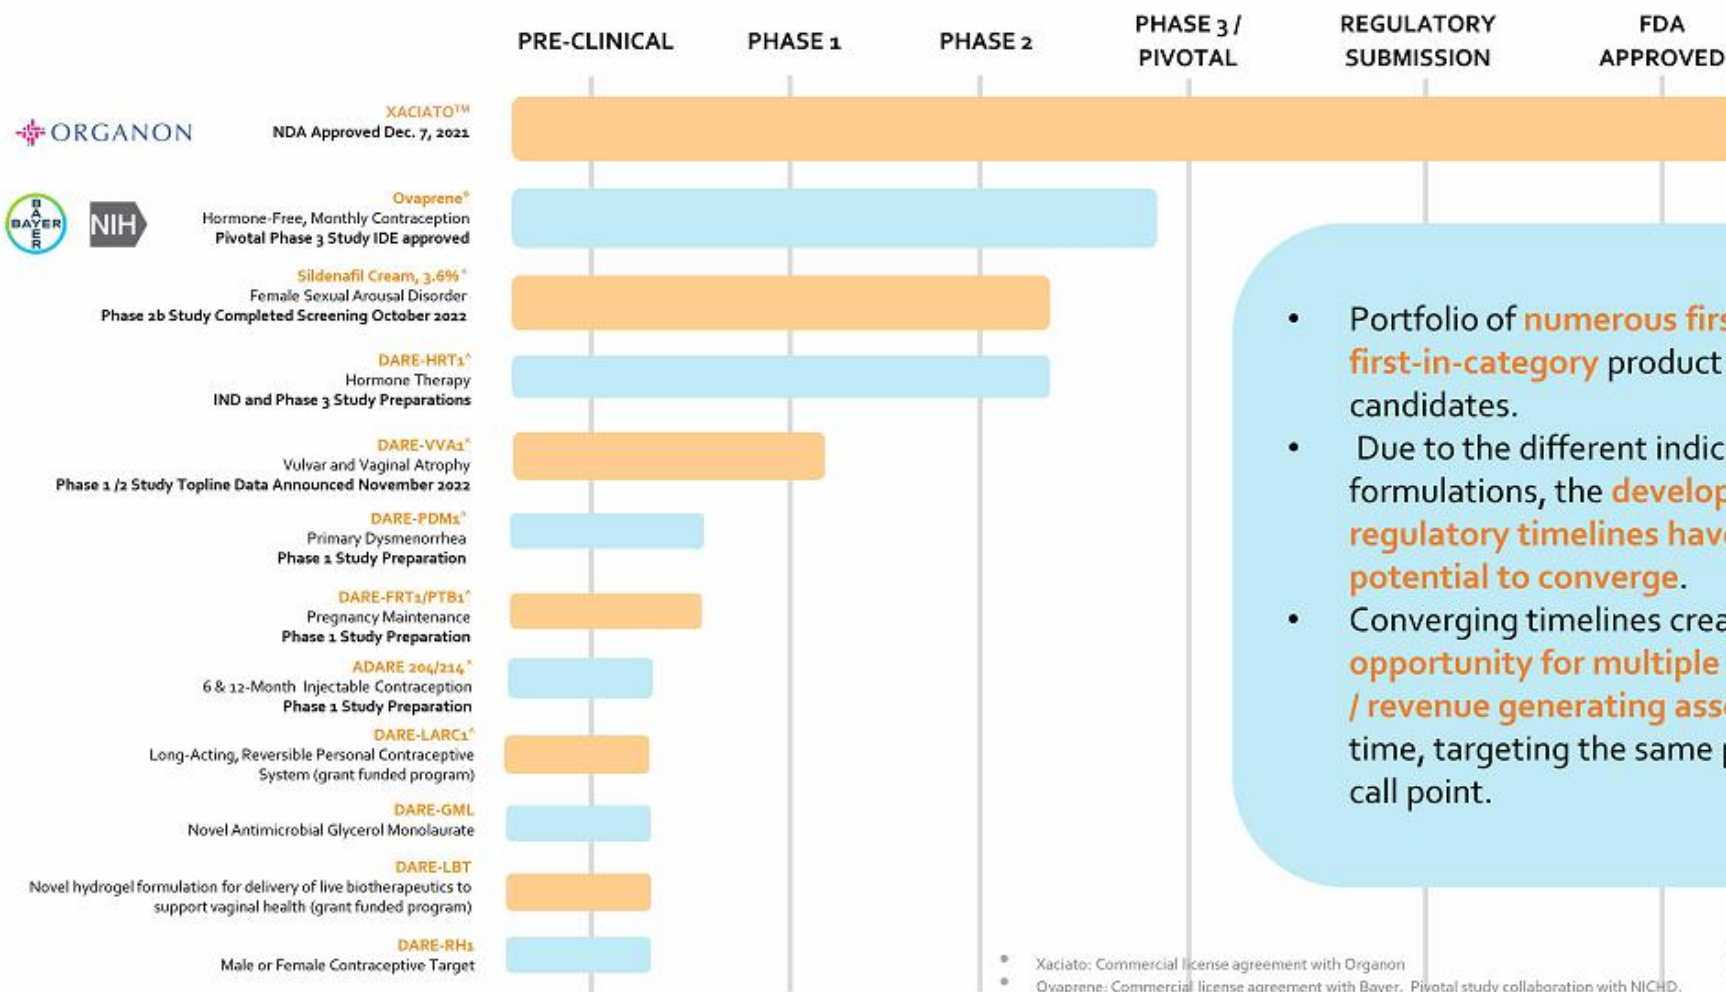 PRE-CLINICAL
PHASE 1
PHASE 2
PHASE 3 /
PIVOTAL
REGULATORY
SUBMISSION
FDA
APPROVED
ORGANON
XACIATO™
NDA Approved Dec. 7, 2021
BAYER
BAYER
NIH
Ovaprene^
Hormone-Free, Monthly Contraception
Pivotal Phase 3 Study IDE approved
Sildenafil Cream, 3.6%^
Female Sexual Arousal Disorder
Phase 2b Study Completed Screening October 2022
DARE-HRT1^
Hormone Therapy
IND and Phase 3 Study Preparations
DARE-VVA1^
Vulvar and Vaginal Atrophy
Phase 1 /2 Study Topline Data Announced November 2022
DARE-PDM1^
Primary Dysmenorrhea
Phase 1 Study Preparation
DARE-FRT1/PTB1^
Pregnancy Maintenance
Phase 1 Study Preparation
ADARE 204/214^
6 & 12-Month Injectable Contraception
Phase 1 Study Preparation
DARE-LARC1^
Long-Acting, Reversible Personal Contraceptive
System (grant funded program)
DARE-GML
Novel Antimicrobial Glycerol Monolaurate
DARE-LBT
Novel hydrogel formulation for delivery of live biotherapeutics to
support vaginal health (grant funded program)
DARE-RH1
Male or Female Contraceptive Target
• Portfolio of numerous firs
first-in-category product
candidates.
• Due to the different indic
formulations, the develop
regulatory timelines have
potential to converge.
• Converging timelines crea
opportunity for multiple
/ revenue generating asse
time, targeting the same p
call point.
• Xaciato: Commercial license agreement with Organon
• Ovaprene: Commercial license agreement with Bayer. Pivotal study collaboration with NICHD.